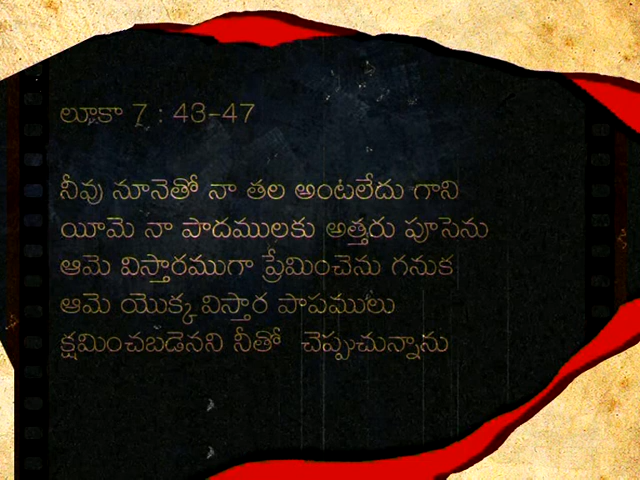 లూకా 7 : 43-47
నీవు నూనెతో నా తల అంటలేదు గాని
యీమె నా పాదములకు అత్తరు పూసెను
ఆమె విస్తారముగా ప్రేమించెను గనుక
ఆమె యొక్క విస్తార పాపములు
క్షమించబడెనని నీతో చెప్పుచున్నాను